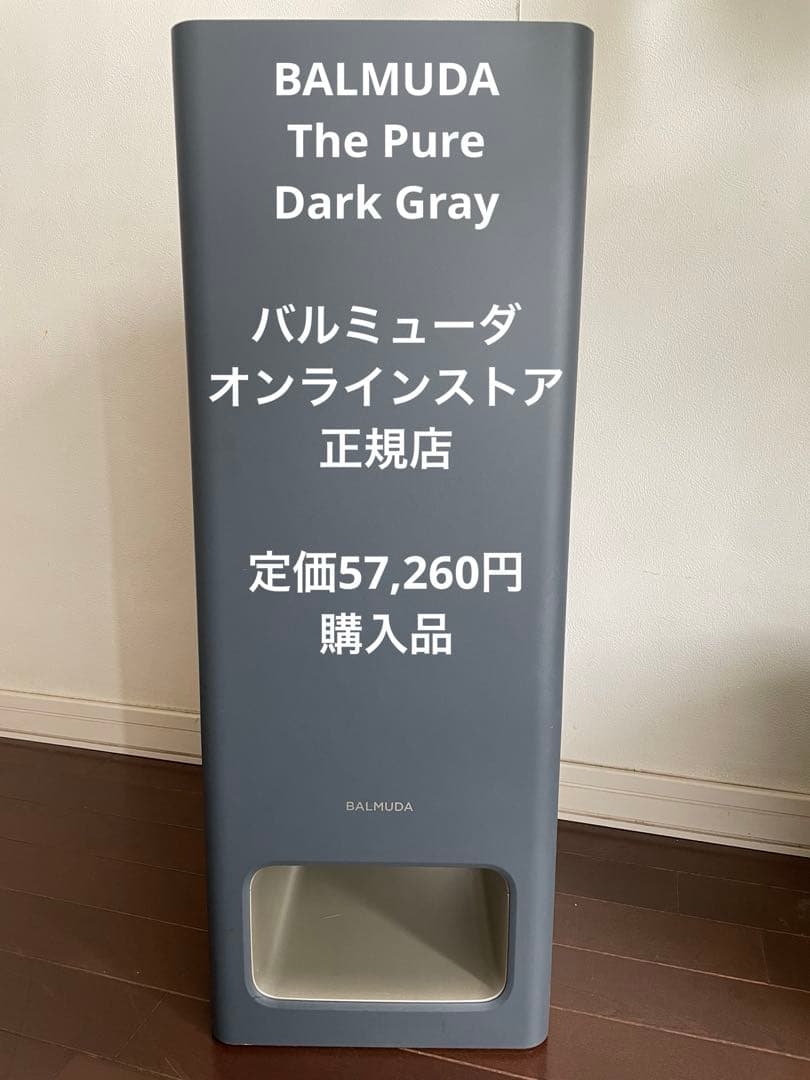 BALMUDA
The Pure
Dark Gray
バルミューダ
オンラインストア
正規店
定価57,260円
購入品
BALMUDA